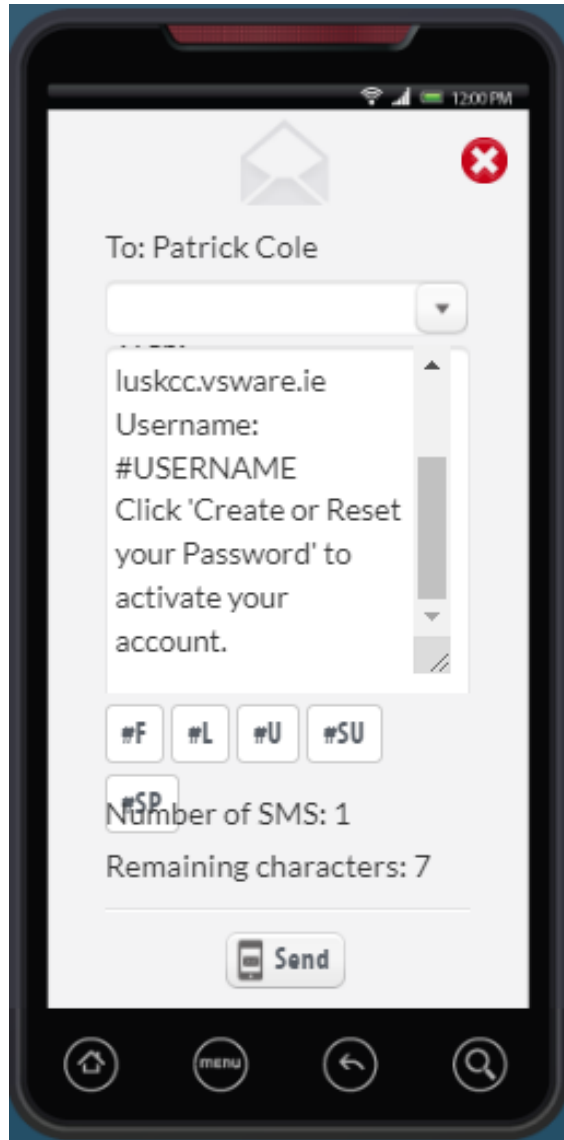 12:00 PM
To: Patrick Cole
luskcc.vsware.ie
Username:
#USERNAME
Click 'Create or Reset
your Password' to
activate your
account.
#F #L #U #SU
#SP
Number of SMS: 1
Remaining characters: 7
Send
menu